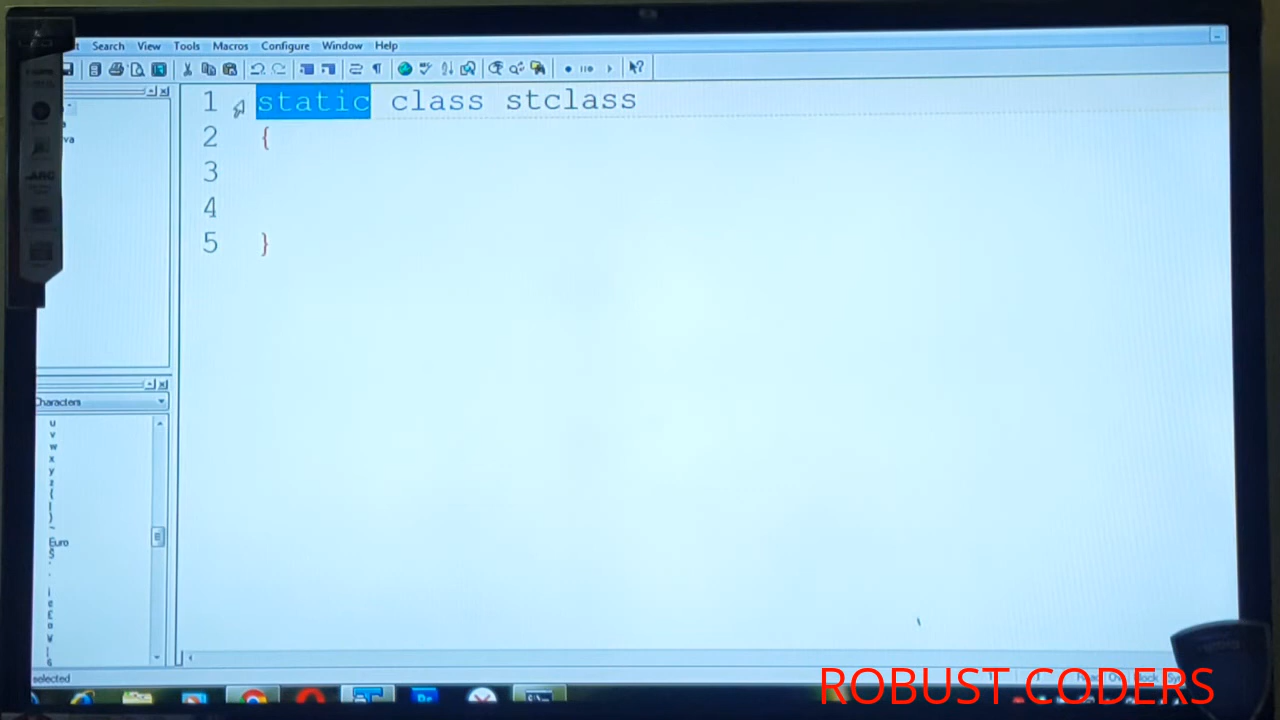 Search View Tools Macros Configure Window Help
1 static class stclass
2 {
3
4
5 }
va
Characters
u
v
w
x
y
z
{
|
}
~
Euro
Š
selected
ROBUST CODERS